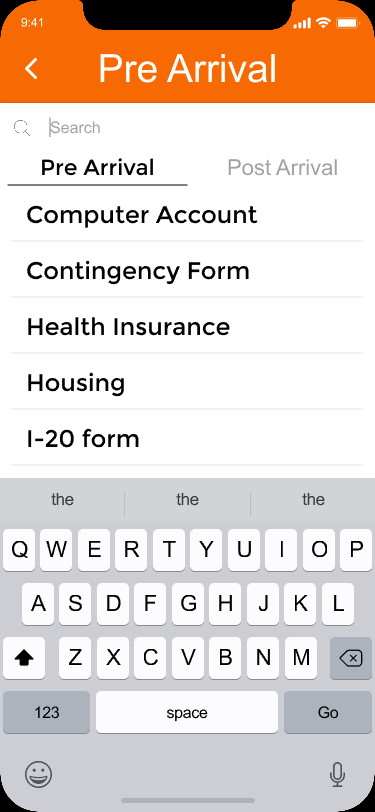 9:41
Pre Arrival
Search
Pre Arrival Post Arrival
Computer Account
Contingency Form
Health Insurance
Housing
I-20 form
the the the
Q W E R T Y U I O P
A S D F G H J K L
Z X C V B N M
123 space Go